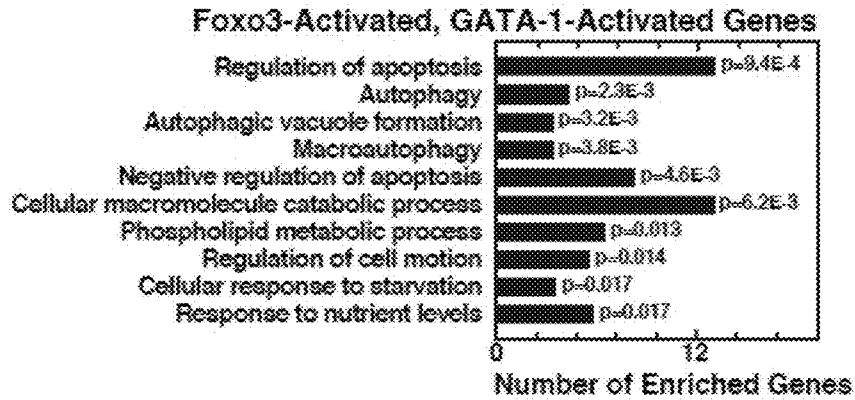 Foxo3-Activated, GATA-1-Activated Genes
Regulation of apoptosis p=9.4E-4
Autophagy p=2.3E-3
Autophagic vacuole formation p=3.2E-3
Macroautophagy p=3.8E-3
Negative regulation of apoptosis p=4.6E-3
Cellular macromolecule catabolic process p=6.2E-3
Phospholipid metabolic process p=0.013
Regulation of cell motion p=0.014
Cellular response to starvation p=0.017
Response to nutrient levels p=0.017
0 12
Number of Enriched Genes